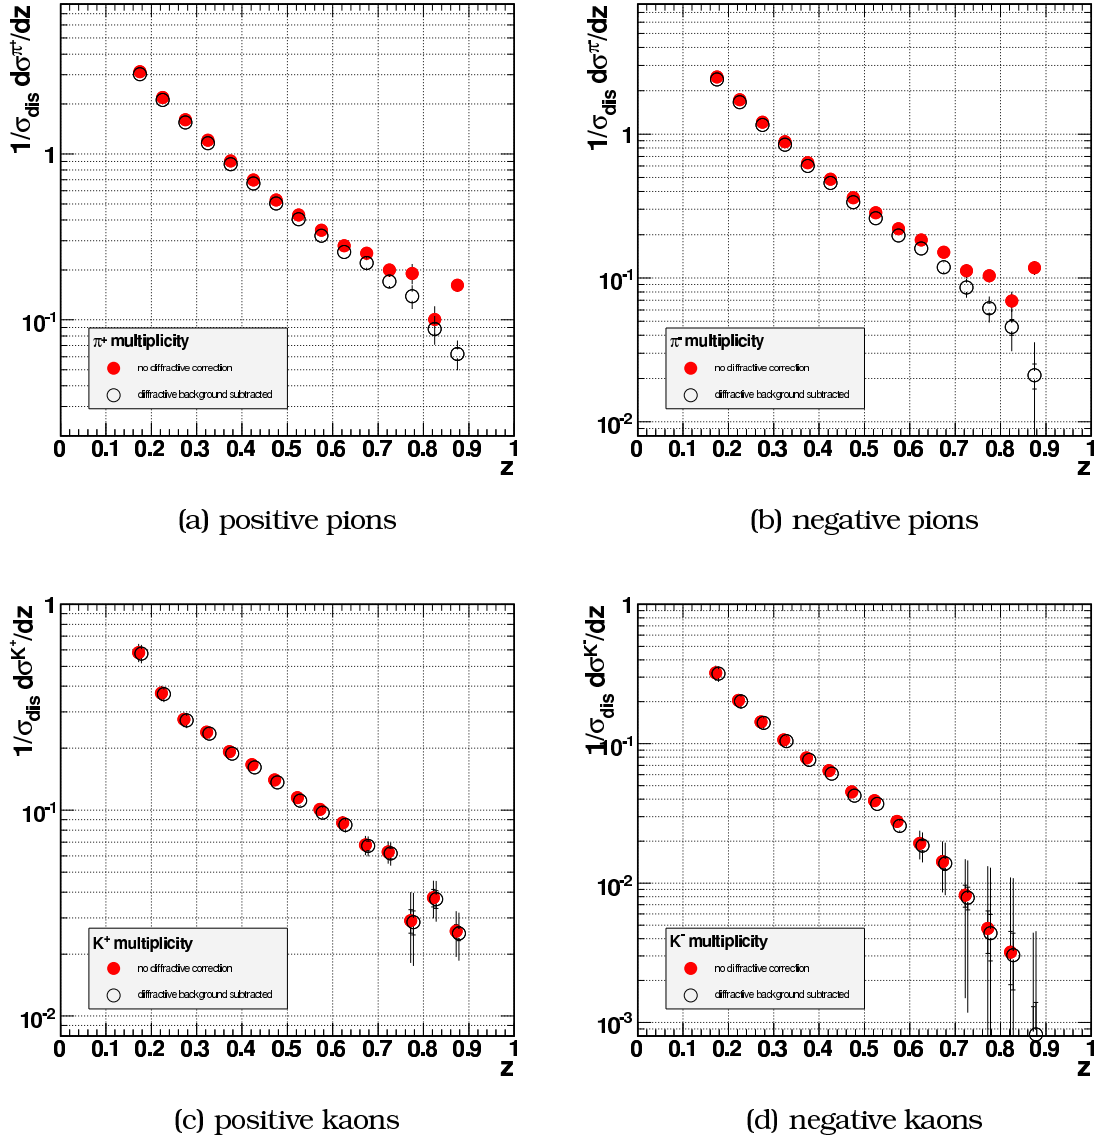 1/σdis dσπ+/dz
1
10-1
π+ multiplicity
no diffractive correction
diffractive background subtracted
0 0.1 0.2 0.3 0.4 0.5 0.6 0.7 0.8 0.9 1
z
(a) positive pions
1/σdis dσπ-/dz
1
10-1
10-2
π- multiplicity
no diffractive correction
diffractive background subtracted
0 0.1 0.2 0.3 0.4 0.5 0.6 0.7 0.8 0.9 1
z
(b) negative pions
1/σdis dσK+/dz
1
10-1
10-2
K+ multiplicity
no diffractive correction
diffractive background subtracted
0 0.1 0.2 0.3 0.4 0.5 0.6 0.7 0.8 0.9 1
z
(c) positive kaons
1/σdis dσK-/dz
1
10-1
10-2
10-3
K- multiplicity
no diffractive correction
diffractive background subtracted
0 0.1 0.2 0.3 0.4 0.5 0.6 0.7 0.8 0.9 1
z
(d) negative kaons